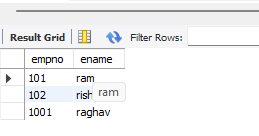 Result Grid Filter Rows:
empno ename
101 ram
102 ram
1001 raghav